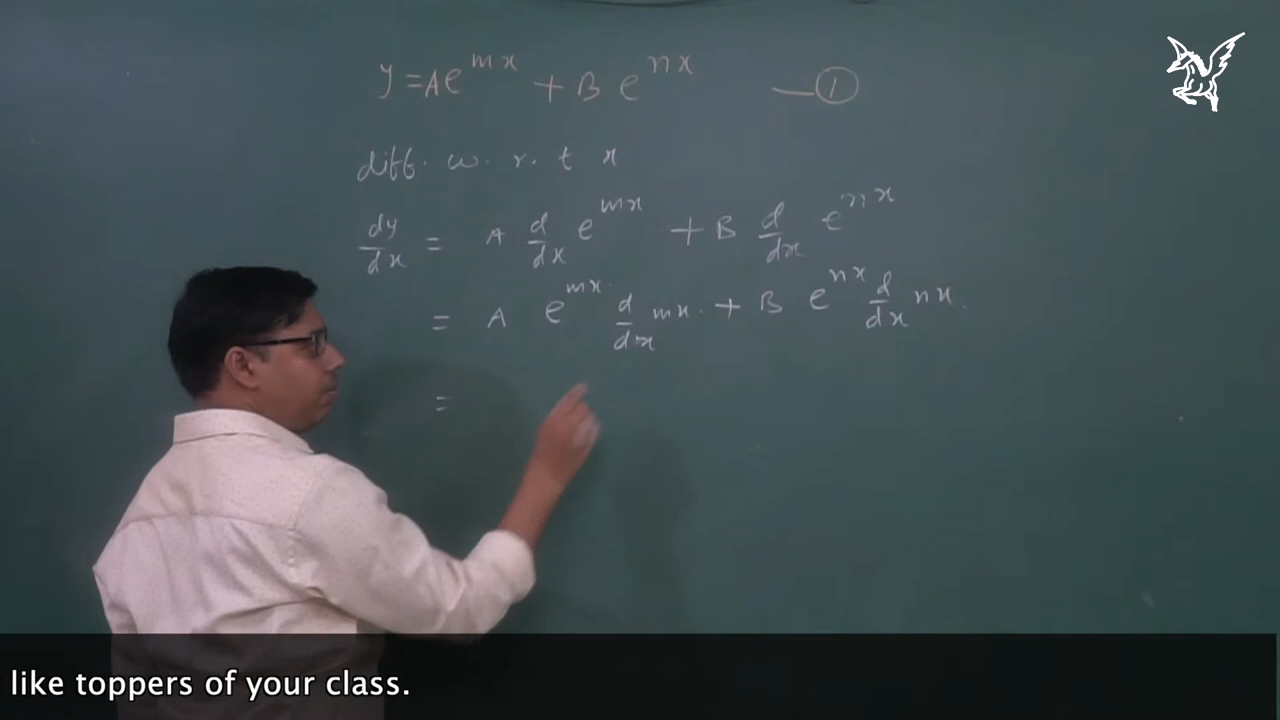 y = Ae^{mx} + B e^{nx} — ①
diff. w. r. t x
dy/dx = A d/dx e^{mx} + B d/dx e^{nx}
= A e^{mx} d/dx mx + B e^{nx} d/dx nx
=
like toppers of your class.